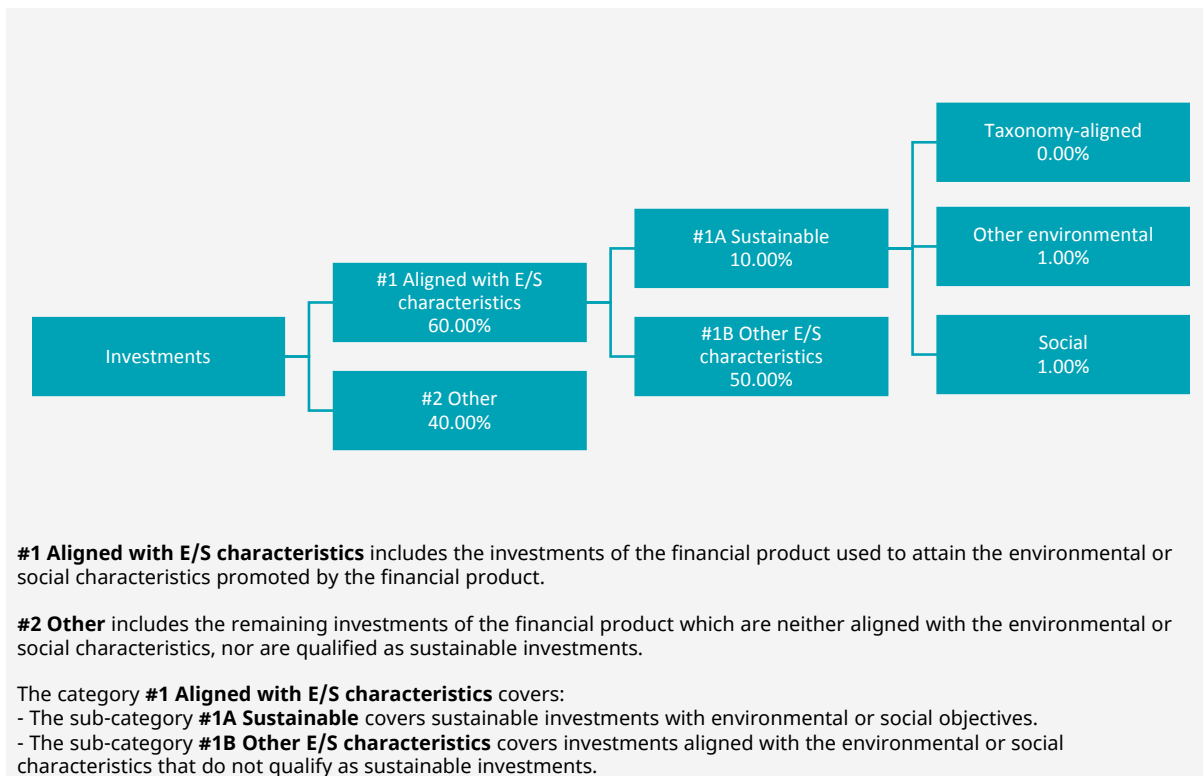 Investments
#1 Aligned with E/S
characteristics
60.00%
#2 Other
40.00%
#1A Sustainable
10.00%
#1B Other E/S
characteristics
50.00%
Taxonomy-aligned
0.00%
Other environmental
1.00%
Social
1.00%
#1 Aligned with E/S characteristics includes the investments of the financial product used to attain the environmental or
social characteristics promoted by the financial product.
#2 Other includes the remaining investments of the financial product which are neither aligned with the environmental or
social characteristics, nor are qualified as sustainable investments.
The category #1 Aligned with E/S characteristics covers:
- The sub-category #1A Sustainable covers sustainable investments with environmental or social objectives.
- The sub-category #1B Other E/S characteristics covers investments aligned with the environmental or social
characteristics that do not qualify as sustainable investments.